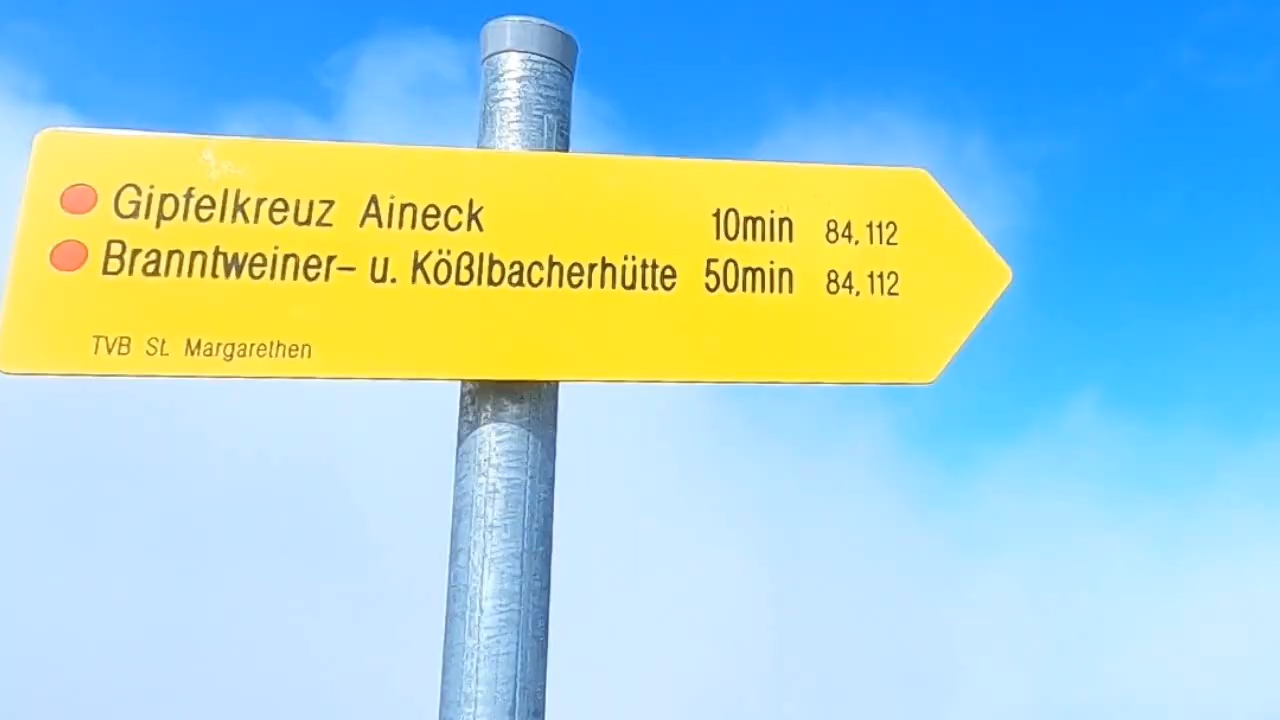 Gipfelkreuz Aineck 10min 84, 112
Branntweiner- u. Kößlbacherhütte 50min 84, 112
TVB St. Margarethen